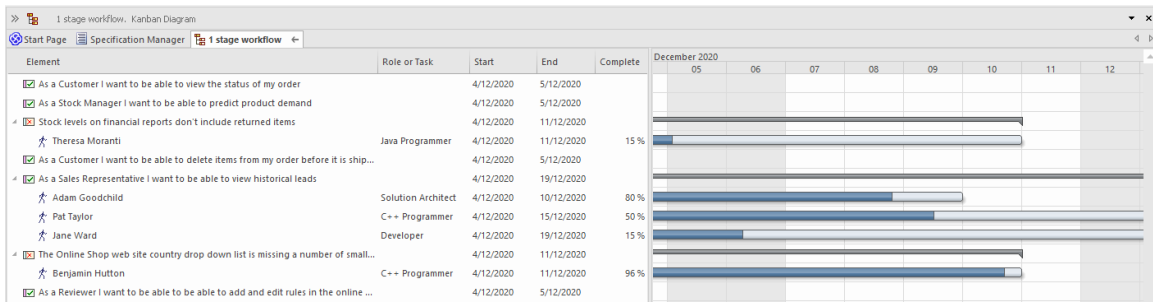 1 stage workflow. Kanban Diagram
Start Page Specification Manager 1 stage workflow
Element Role or Task Start End Complete December 2020
05 06 07 08 09 10 11 12
As a Customer I want to be able to view the status of my order 4/12/2020 5/12/2020
As a Stock Manager I want to be able to predict product demand 4/12/2020 5/12/2020
Stock levels on financial reports don't include returned items 4/12/2020 11/12/2020
Theresa Moranti Java Programmer 4/12/2020 11/12/2020 15 %
As a Customer I want to be able to delete items from my order before it is ship... 4/12/2020 5/12/2020
As a Sales Representative I want to be able to view historical leads 4/12/2020 19/12/2020
Adam Goodchild Solution Architect 4/12/2020 10/12/2020 80 %
Pat Taylor C++ Programmer 4/12/2020 15/12/2020 50 %
Jane Ward Developer 4/12/2020 19/12/2020 15 %
The Online Shop web site country drop down list is missing a number of small... 4/12/2020 11/12/2020
Benjamin Hutton C++ Programmer 4/12/2020 11/12/2020 96 %
As a Reviewer I want to be able to be able to add and edit rules in the online ... 4/12/2020 5/12/2020